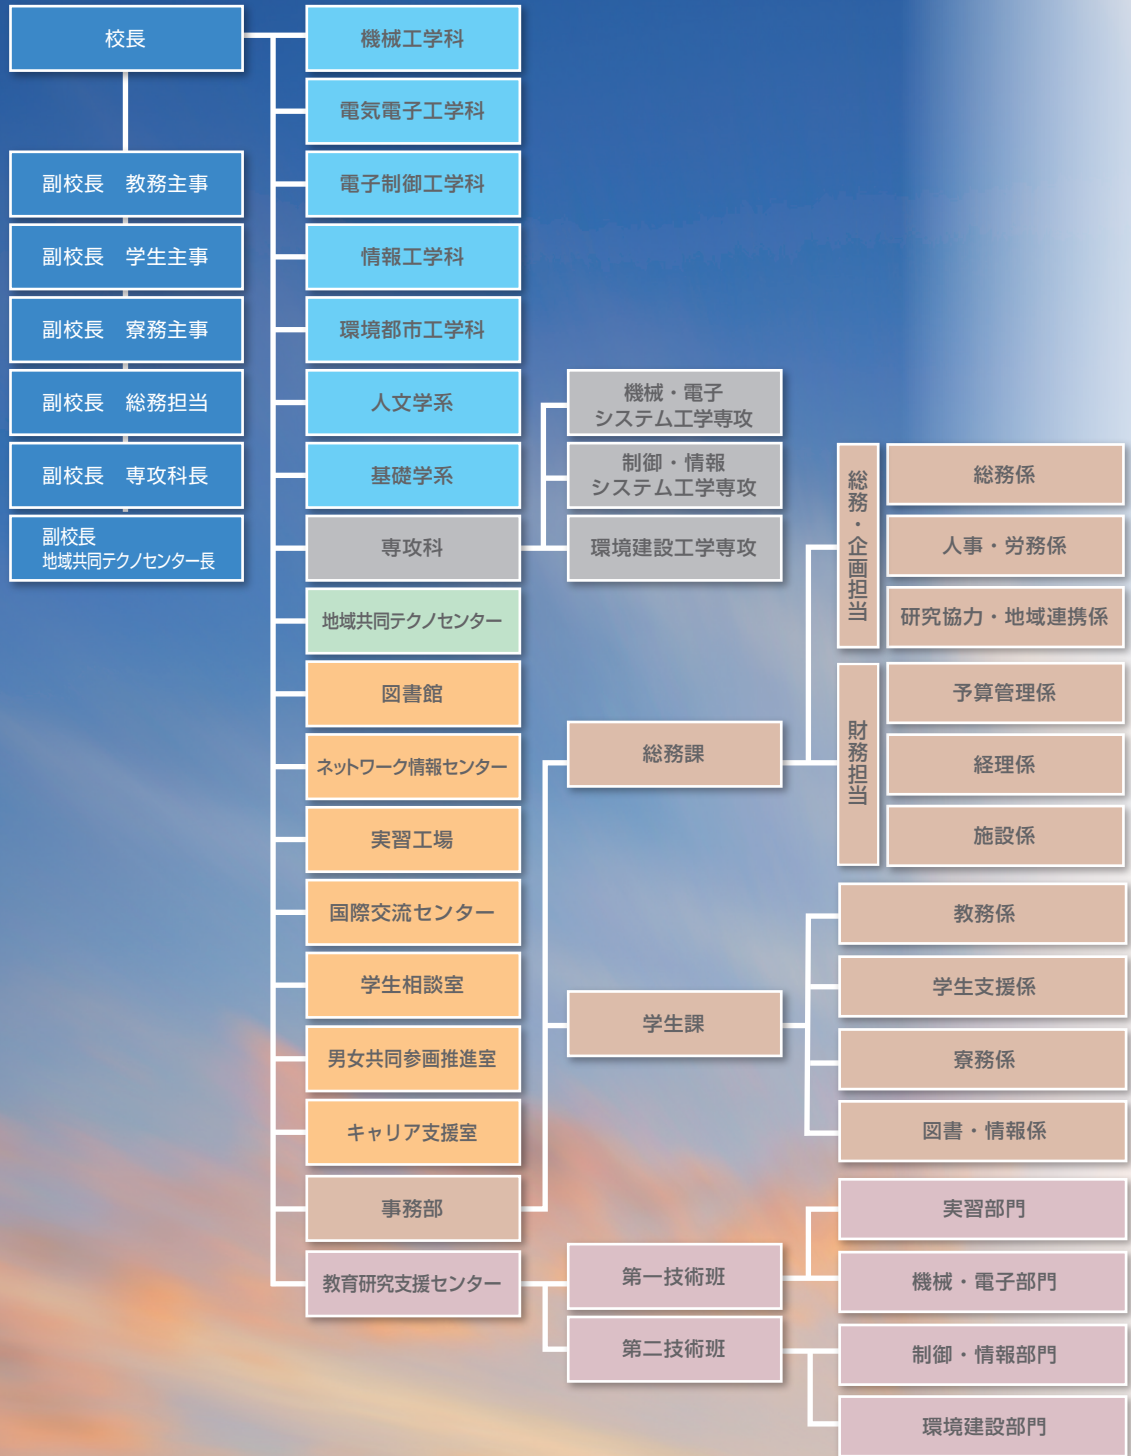 校長
副校長　教務主事
副校長　学生主事
副校長　寮務主事
副校長　総務担当
副校長　専攻科長
副校長
地域共同テクノセンター長
機械工学科
電気電子工学科
電子制御工学科
情報工学科
環境都市工学科
人文学系
基礎学系
専攻科
地域共同テクノセンター
図書館
ネットワーク情報センター
実習工場
国際交流センター
学生相談室
男女共同参画推進室
キャリア支援室
事務部
教育研究支援センター
機械・電子
システム工学専攻
制御・情報
システム工学専攻
環境建設工学専攻
総務課
学生課
第一技術班
第二技術班
総務・企画担当
総務係
人事・労務係
研究協力・地域連携係
財務担当
予算管理係
経理係
施設係
教務係
学生支援係
寮務係
図書・情報係
実習部門
機械・電子部門
制御・情報部門
環境建設部門